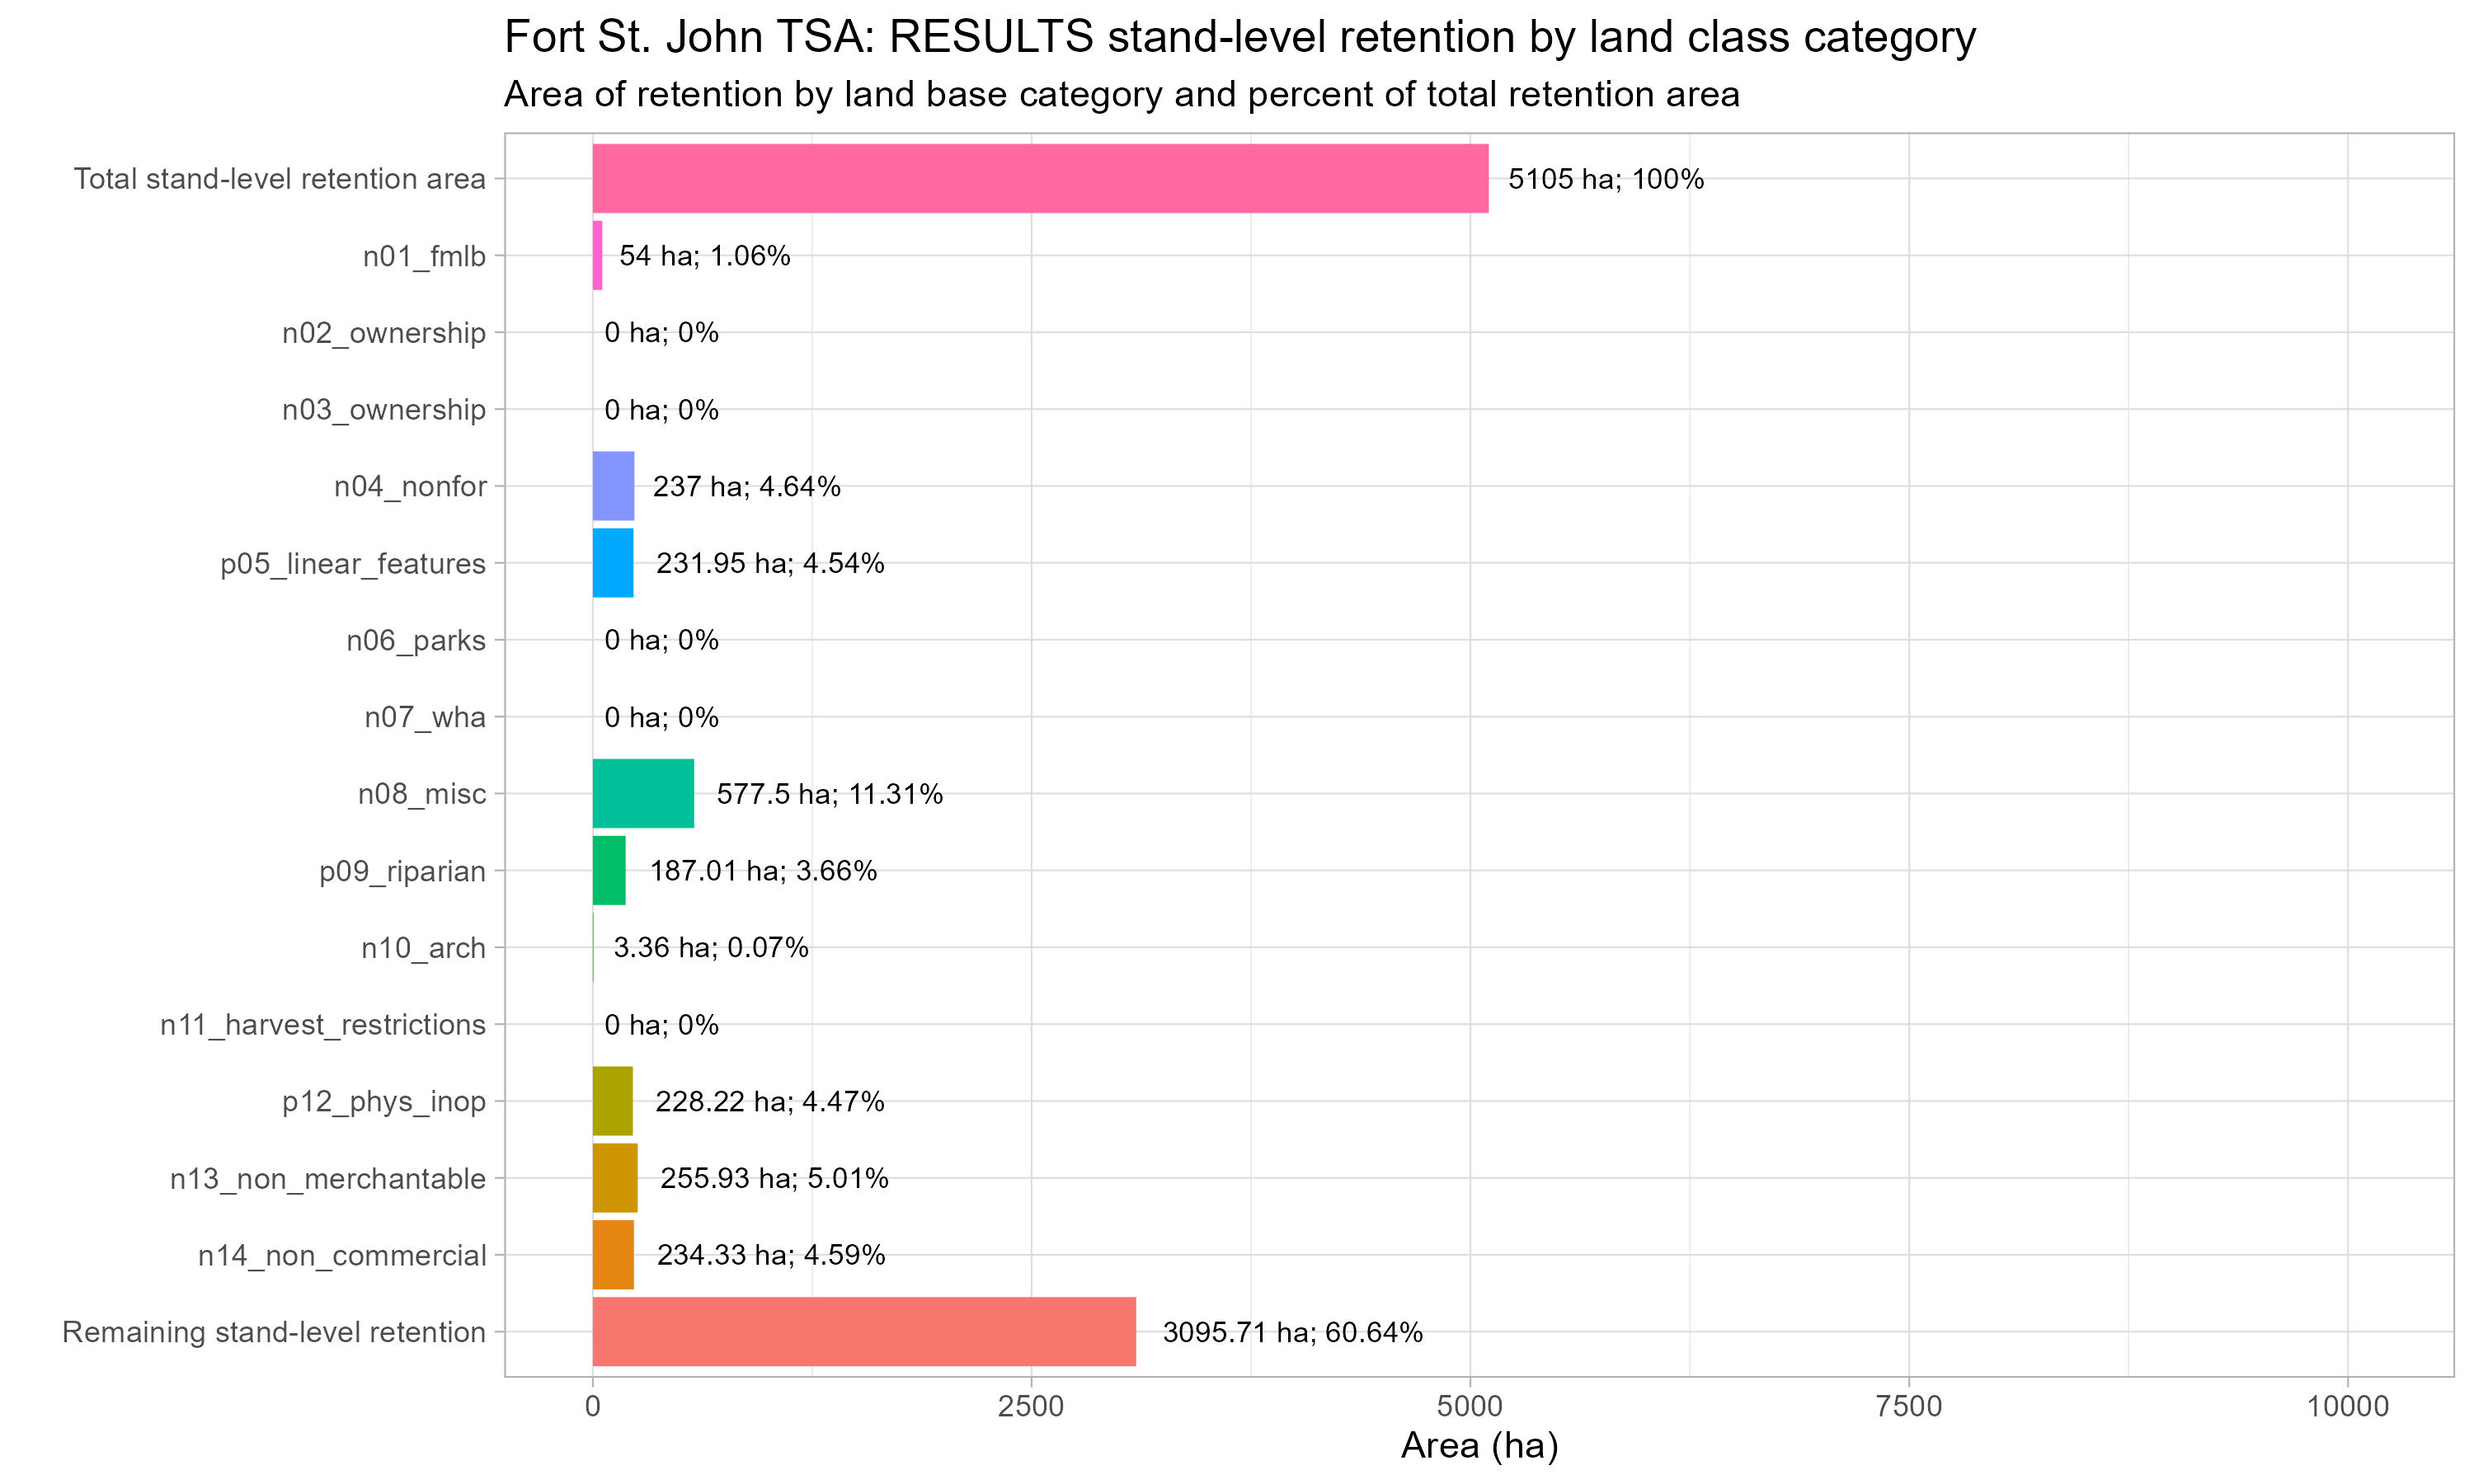 Fort St. John TSA: RESULTS stand-level retention by land class category
Area of retention by land base category and percent of total retention area
Total stand-level retention area 5105 ha; 100%
n01_fmlb 54 ha; 1.06%
n02_ownership 0 ha; 0%
n03_ownership 0 ha; 0%
n04_nonfor 237 ha; 4.64%
p05_linear_features 231.95 ha; 4.54%
n06_parks 0 ha; 0%
n07_wha 0 ha; 0%
n08_misc 577.5 ha; 11.31%
p09_riparian 187.01 ha; 3.66%
n10_arch 3.36 ha; 0.07%
n11_harvest_restrictions 0 ha; 0%
p12_phys_inop 228.22 ha; 4.47%
n13_non_merchantable 255.93 ha; 5.01%
n14_non_commercial 234.33 ha; 4.59%
Remaining stand-level retention 3095.71 ha; 60.64%
0 2500 5000 7500 10000
Area (ha)